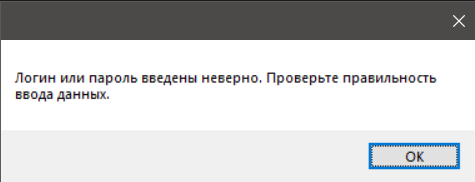 Логин или пароль введены неверно. Проверьте правильность
ввода данных.
OK